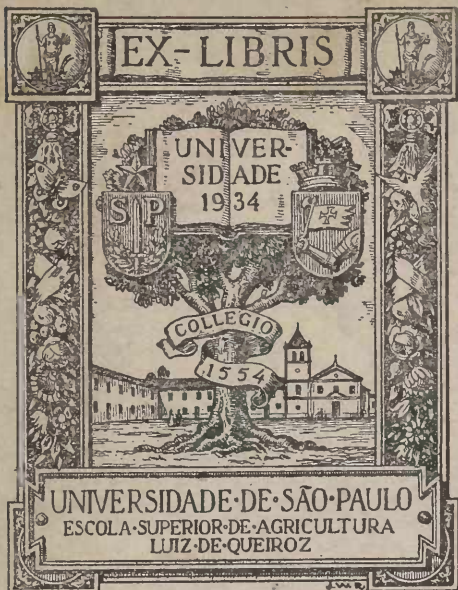 EX-LIBRIS
UNIVER-
SIDADE
1934
S P
COLLEGIO
1554
UNIVERSIDADE·DE·SÃO·PAULO
ESCOLA·SUPERIOR·DE·AGRICULTURA
LUIZ·DE·QUEIROZ